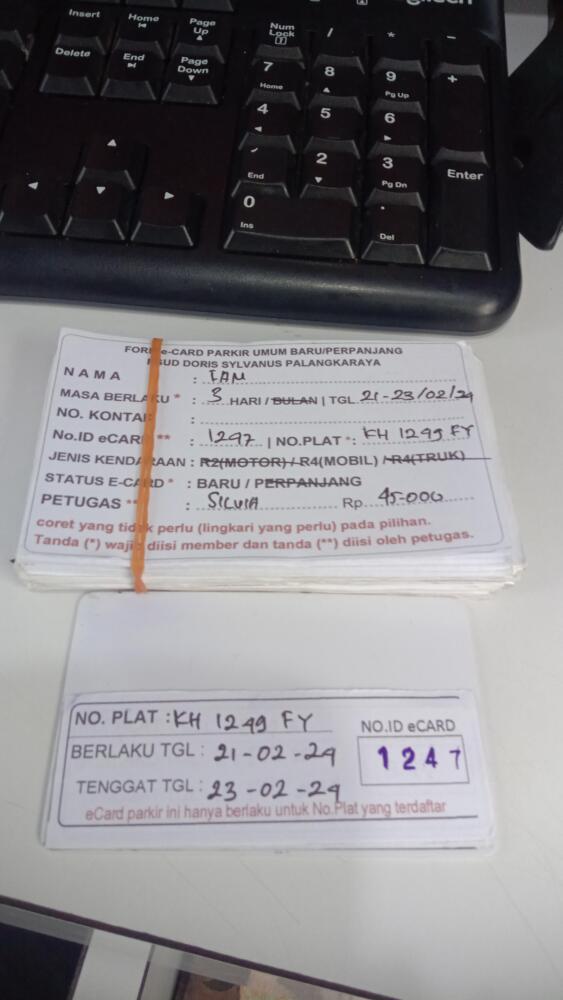 Insert Home Page Up Num Lock / * -
Delete End Page Down 7 Home 8 9 Pg Up +
4 5 6
End 2 3 Pg Dn Enter
0 Ins . Del
FORM e-CARD PARKIR UMUM BARU/PERPANJANG
RSUD DORIS SYLVANUS PALANGKARAYA
NAMA :
MASA BERLAKU * : 3 HARI / BULAN | TGL 21-23/02/24
NO. KONTAK :
No.ID eCARD ** : 1247 | NO.PLAT *: KH 1249 FY
JENIS KENDARAAN : R2(MOTOR) / R4(MOBIL) / R4(TRUK)
STATUS E-CARD * : BARU / PERPANJANG
PETUGAS ** : SILVIA Rp 45.000
coret yang tidak perlu (lingkari yang perlu) pada pilihan.
Tanda (*) wajib diisi member dan tanda (**) diisi oleh petugas.
NO. PLAT : KH 1249 FY
NO.ID eCARD
BERLAKU TGL : 21-02-24
1247
TENGGAT TGL : 23-02-24
eCard parkir ini hanya berlaku untuk No.Plat yang terdaftar